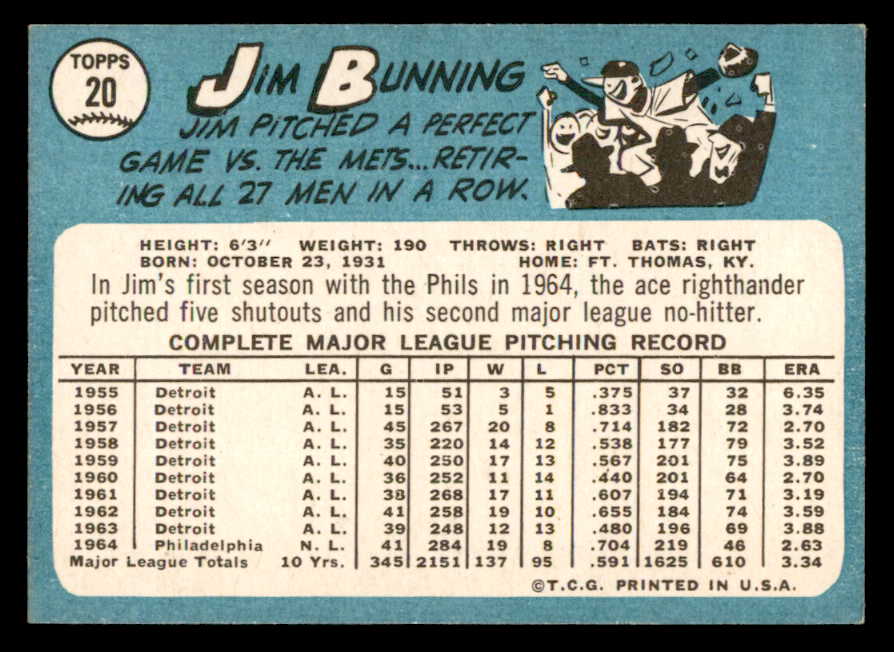 TOPPS
20
JIM BUNNING
JIM PITCHED A PERFECT
GAME VS. THE METS...RETIR-
ING ALL 27 MEN IN A ROW.
HEIGHT: 6'3" WEIGHT: 190 THROWS: RIGHT BATS: RIGHT
BORN: OCTOBER 23, 1931 HOME: FT. THOMAS, KY.
In Jim's first season with the Phils in 1964, the ace righthander
pitched five shutouts and his second major league no-hitter.
COMPLETE MAJOR LEAGUE PITCHING RECORD
YEAR TEAM LEA. G IP W L PCT SO BB ERA
1955 Detroit A. L. 15 51 3 5 .375 37 32 6.35
1956 Detroit A. L. 15 53 5 1 .833 34 28 3.74
1957 Detroit A. L. 45 267 20 8 .714 182 72 2.70
1958 Detroit A. L. 35 220 14 12 .538 177 79 3.52
1959 Detroit A. L. 40 250 17 13 .567 201 75 3.89
1960 Detroit A. L. 36 252 11 14 .440 201 64 2.70
1961 Detroit A. L. 38 268 17 11 .607 194 71 3.19
1962 Detroit A. L. 41 258 19 10 .655 184 74 3.59
1963 Detroit A. L. 39 248 12 13 .480 196 69 3.88
1964 Philadelphia N. L. 41 284 19 8 .704 219 46 2.63
Major League Totals 10 Yrs. 345 2151 137 95 .591 1625 610 3.34
©T.C.G. PRINTED IN U.S.A.